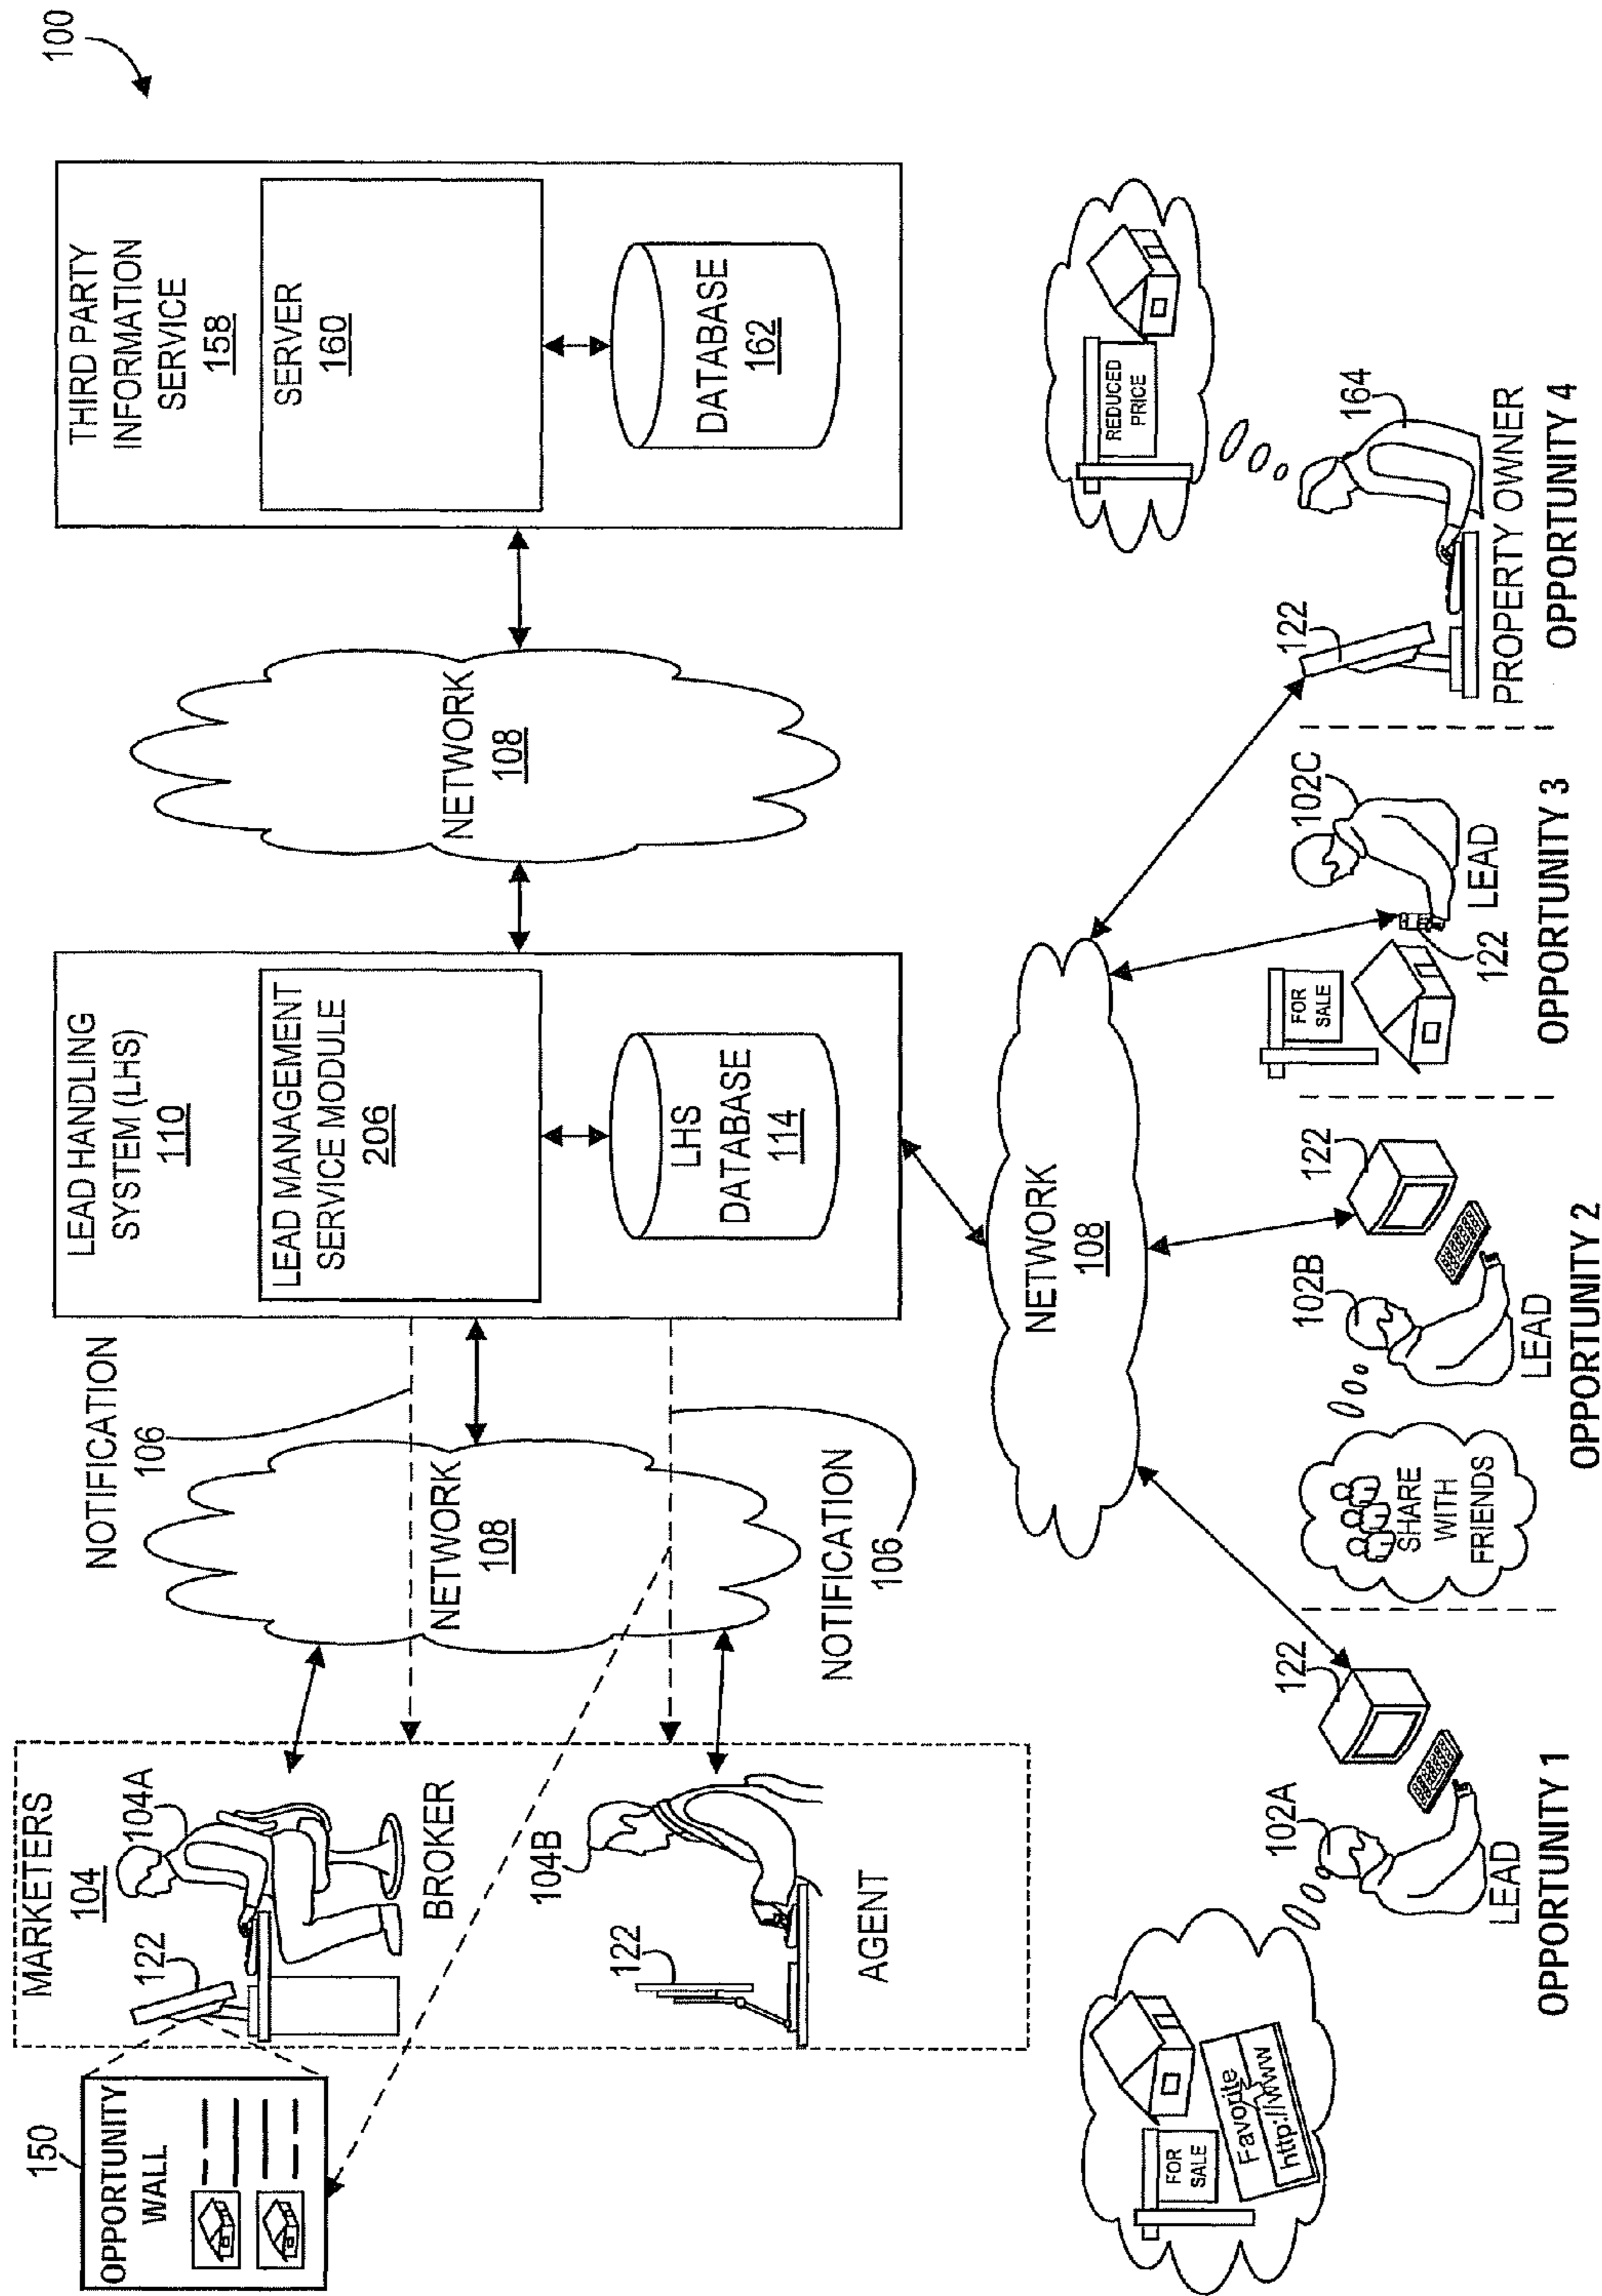 100
150
OPPORTUNITY
WALL
MARKETERS
104
122
104A
BROKER
104B
122
AGENT
NOTIFICATION
106
NETWORK
108
NOTIFICATION
106
LEAD HANDLING
SYSTEM (LHS)
110
LEAD MANAGEMENT
SERVICE MODULE
206
LHS
DATABASE
114
NETWORK
108
THIRD PARTY
INFORMATION
SERVICE
158
SERVER
160
DATABASE
162
NETWORK
108
FOR
SALE
Favorite
http://www
102A
122
LEAD
OPPORTUNITY 1
SHARE
WITH
FRIENDS
102B
122
LEAD
OPPORTUNITY 2
FOR
SALE
122
102C
LEAD
OPPORTUNITY 3
REDUCED
PRICE
122
164
PROPERTY OWNER
OPPORTUNITY 4